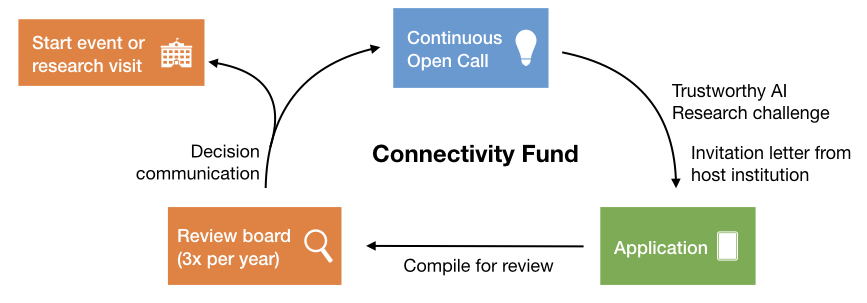 Start event or
research visit
Continuous
Open Call
Trustworthy AI
Research challenge
Invitation letter from
host institution
Decision
communication
Connectivity Fund
Review board
(3x per year)
Compile for review
Application